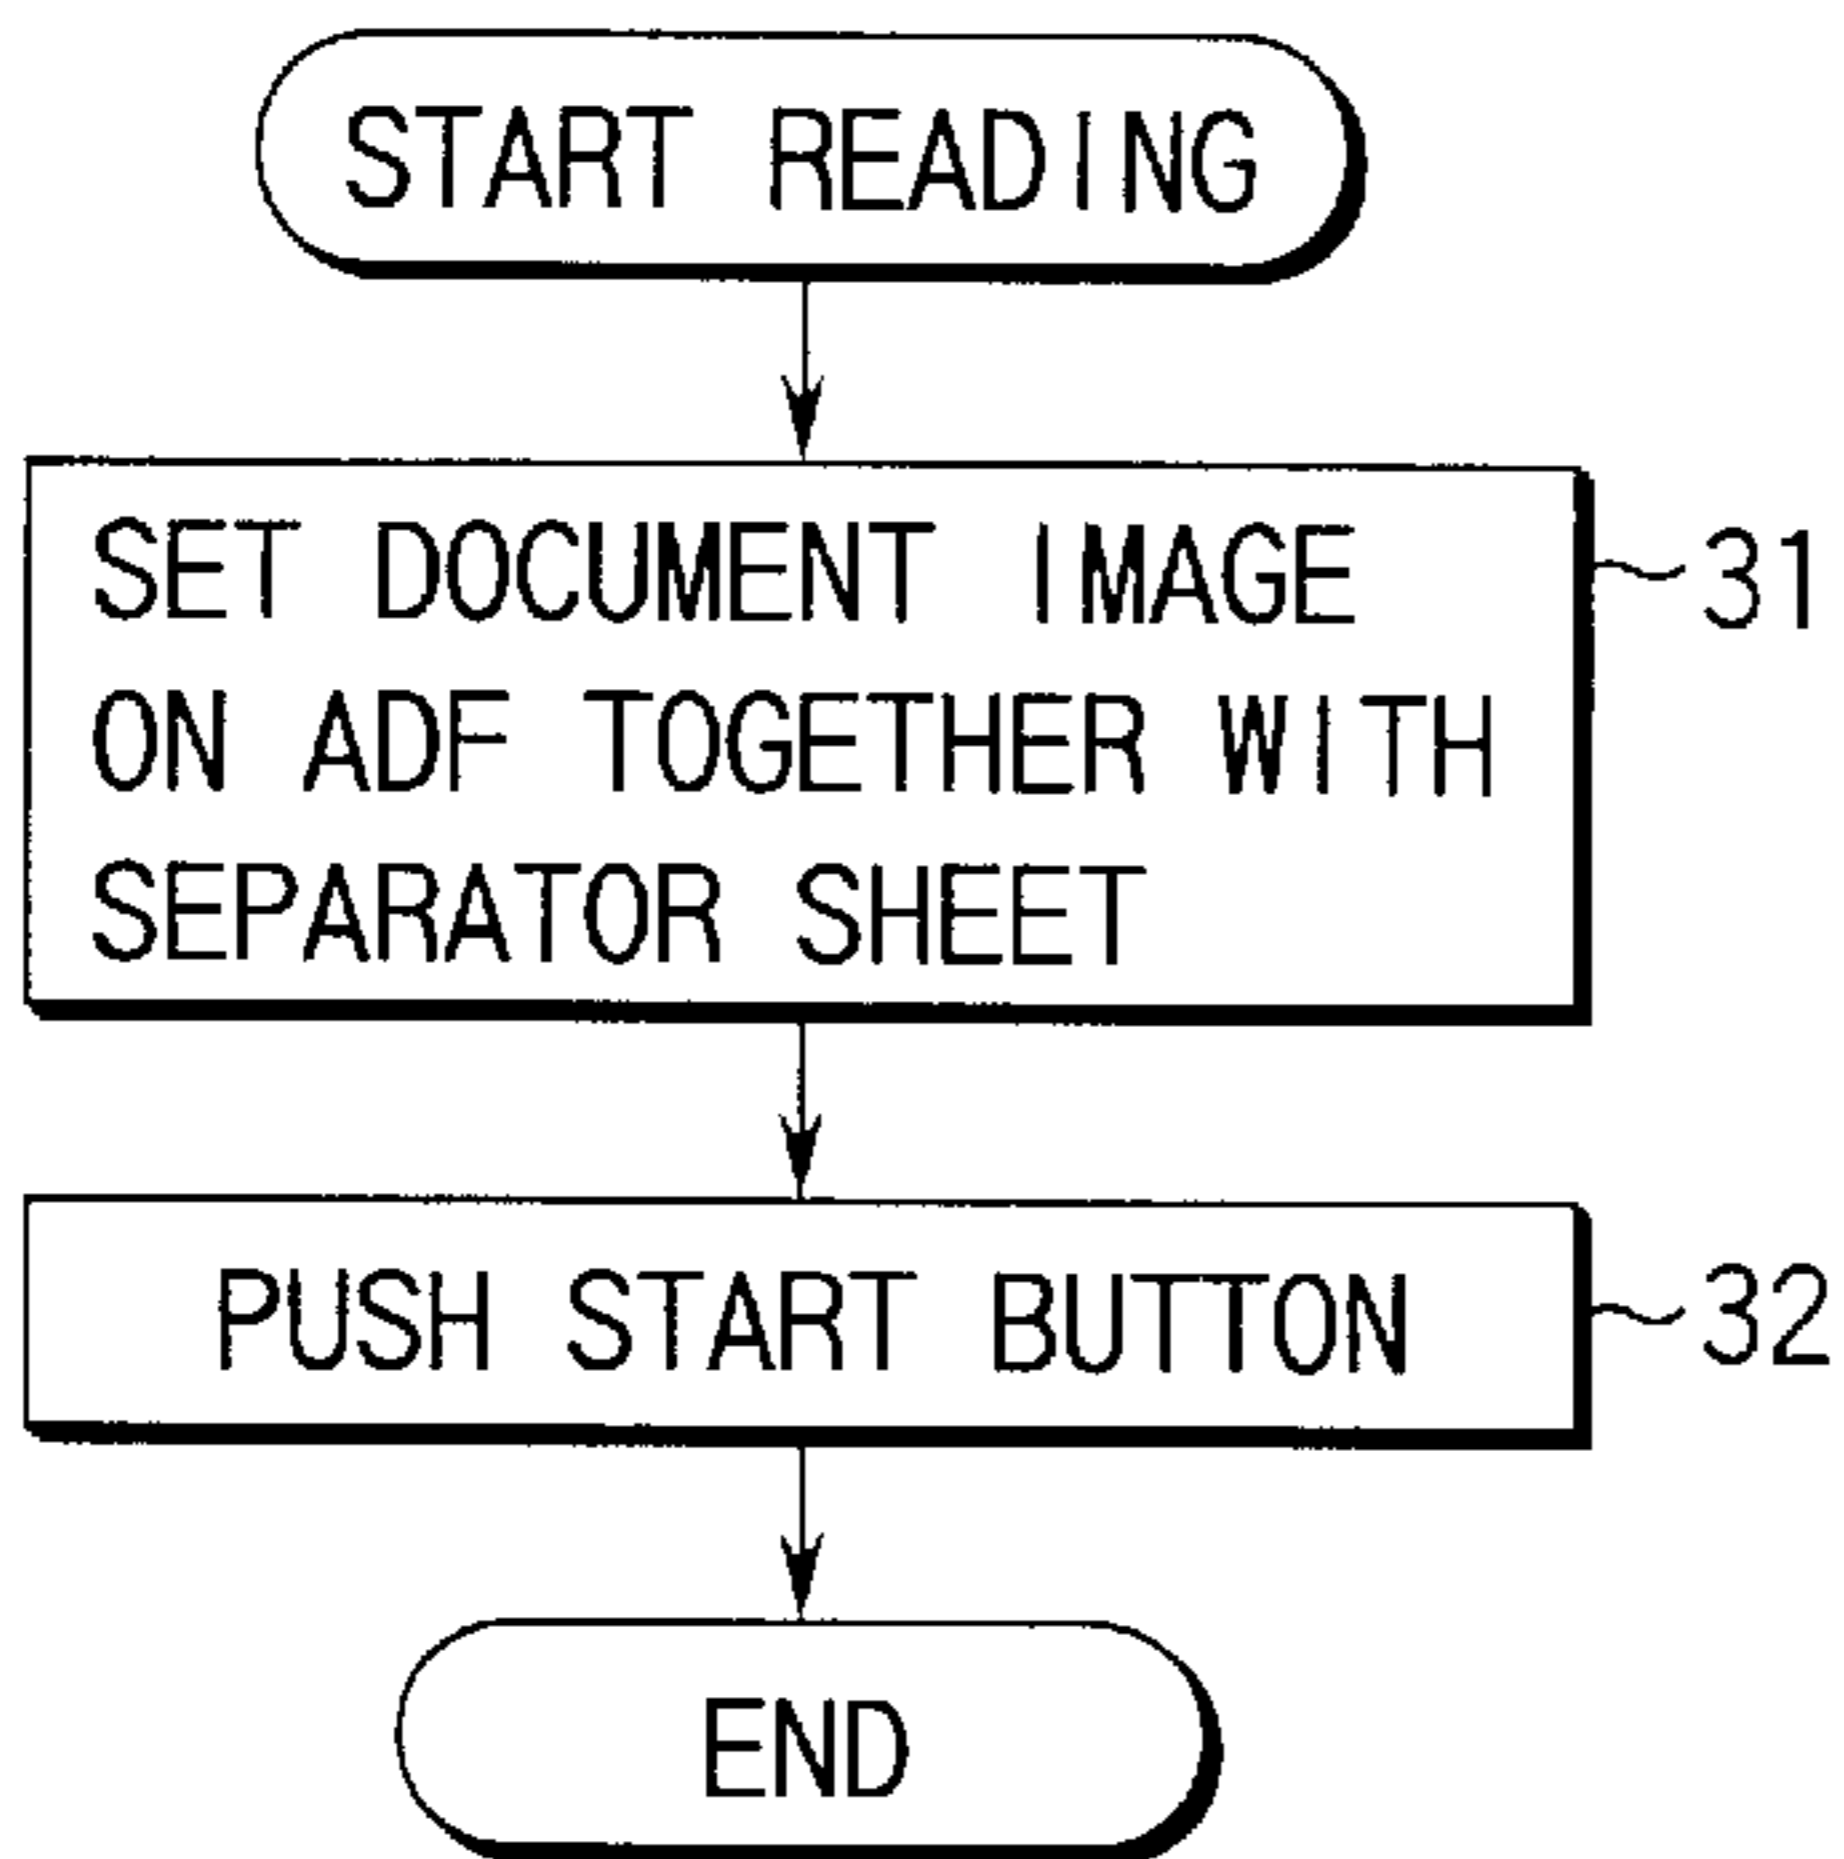 START READING
SET DOCUMENT IMAGE
ON ADF TOGETHER WITH
SEPARATOR SHEET
31
PUSH START BUTTON
32
END